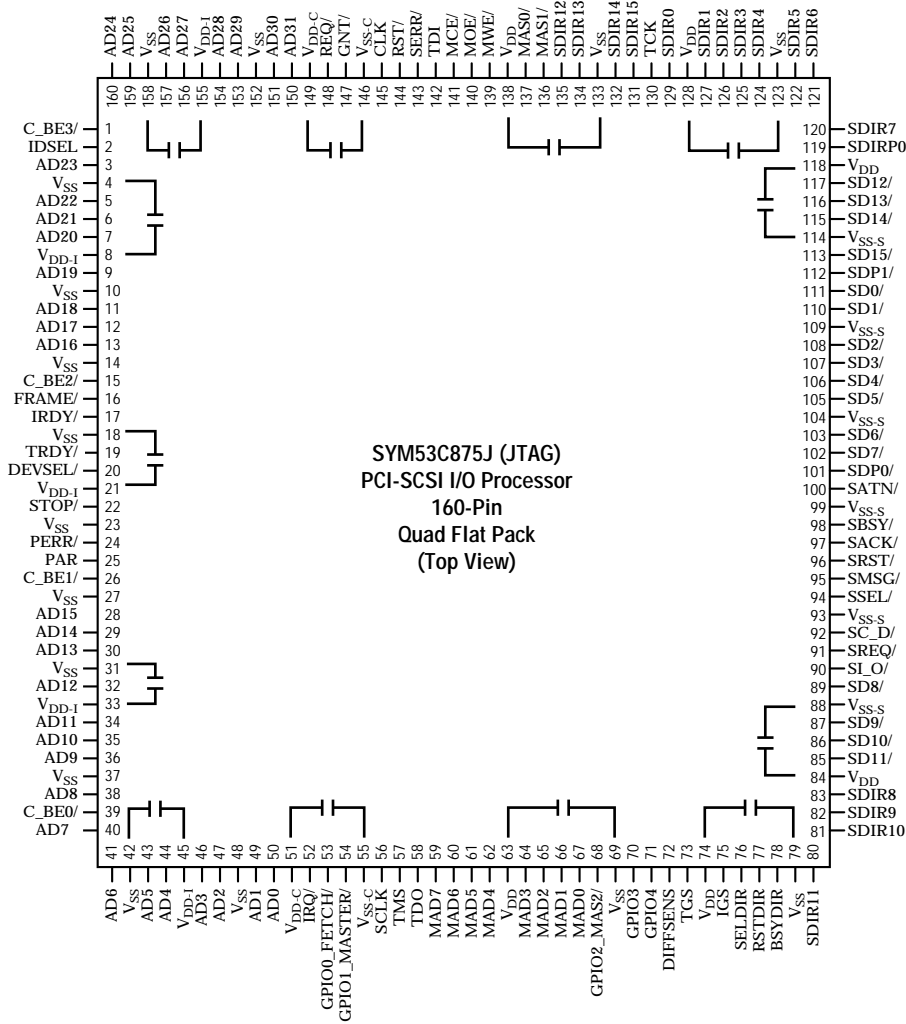 AD24 AD25 VSS AD26 AD27 VDD-I AD28 AD29 VSS AD30 AD31 VDD-C REQ/ GNT/ VSS-C CLK RST/ SERR/ TDI MCE/ MOE/ MWE/ VDD MAS0/ MAS1/ SDIR12 SDIR13 VSS SDIR14 SDIR15 TCK SDIR0 VDD SDIR1 SDIR2 SDIR3 SDIR4 VSS SDIR5 SDIR6
160 159 158 157 156 155 154 153 152 151 150 149 148 147 146 145 144 143 142 141 140 139 138 137 136 135 134 133 132 131 130 129 128 127 126 125 124 123 122 121
C_BE3/ 1
IDSEL 2
AD23 3
VSS 4
AD22 5
AD21 6
AD20 7
VDD-I 8
AD19 9
VSS 10
AD18 11
AD17 12
AD16 13
VSS 14
C_BE2/ 15
FRAME/ 16
IRDY/ 17
VSS 18
TRDY/ 19
DEVSEL/ 20
VDD-I 21
STOP/ 22
VSS 23
PERR/ 24
PAR 25
C_BE1/ 26
VSS 27
AD15 28
AD14 29
AD13 30
VSS 31
AD12 32
VDD-I 33
AD11 34
AD10 35
AD9 36
VSS 37
AD8 38
C_BE0/ 39
AD7 40
SYM53C875J (JTAG)
PCI-SCSI I/O Processor
160-Pin
Quad Flat Pack
(Top View)
120 SDIR7
119 SDIRP0
118 VDD
117 SD12/
116 SD13/
115 SD14/
114 VSS-S
113 SD15/
112 SDP1/
111 SD0/
110 SD1/
109 VSS-S
108 SD2/
107 SD3/
106 SD4/
105 SD5/
104 VSS-S
103 SD6/
102 SD7/
101 SDP0/
100 SATN/
99 VSS-S
98 SBSY/
97 SACK/
96 SRST/
95 SMSG/
94 SSEL/
93 VSS-S
92 SC_D/
91 SREQ/
90 SI_O/
89 SD8/
88 VSS-S
87 SD9/
86 SD10/
85 SD11/
84 VDD
83 SDIR8
82 SDIR9
81 SDIR10
41 42 43 44 45 46 47 48 49 50 51 52 53 54 55 56 57 58 59 60 61 62 63 64 65 66 67 68 69 70 71 72 73 74 75 76 77 78 79 80
AD6 VSS AD5 AD4 VDD-I AD3 AD2 VSS AD1 AD0 VDD-C IRQ/ GPIO0_FETCH/ GPIO1_MASTER/ VSS-C SCLK TMS TDO MAD7 MAD6 MAD5 MAD4 VDD MAD3 MAD2 MAD1 MAD0 GPIO2_MAS2/ VSS GPIO3 GPIO4 DIFFSENS TGS VDD IGS SELDIR RSTDIR BSYDIR VSS SDIR11